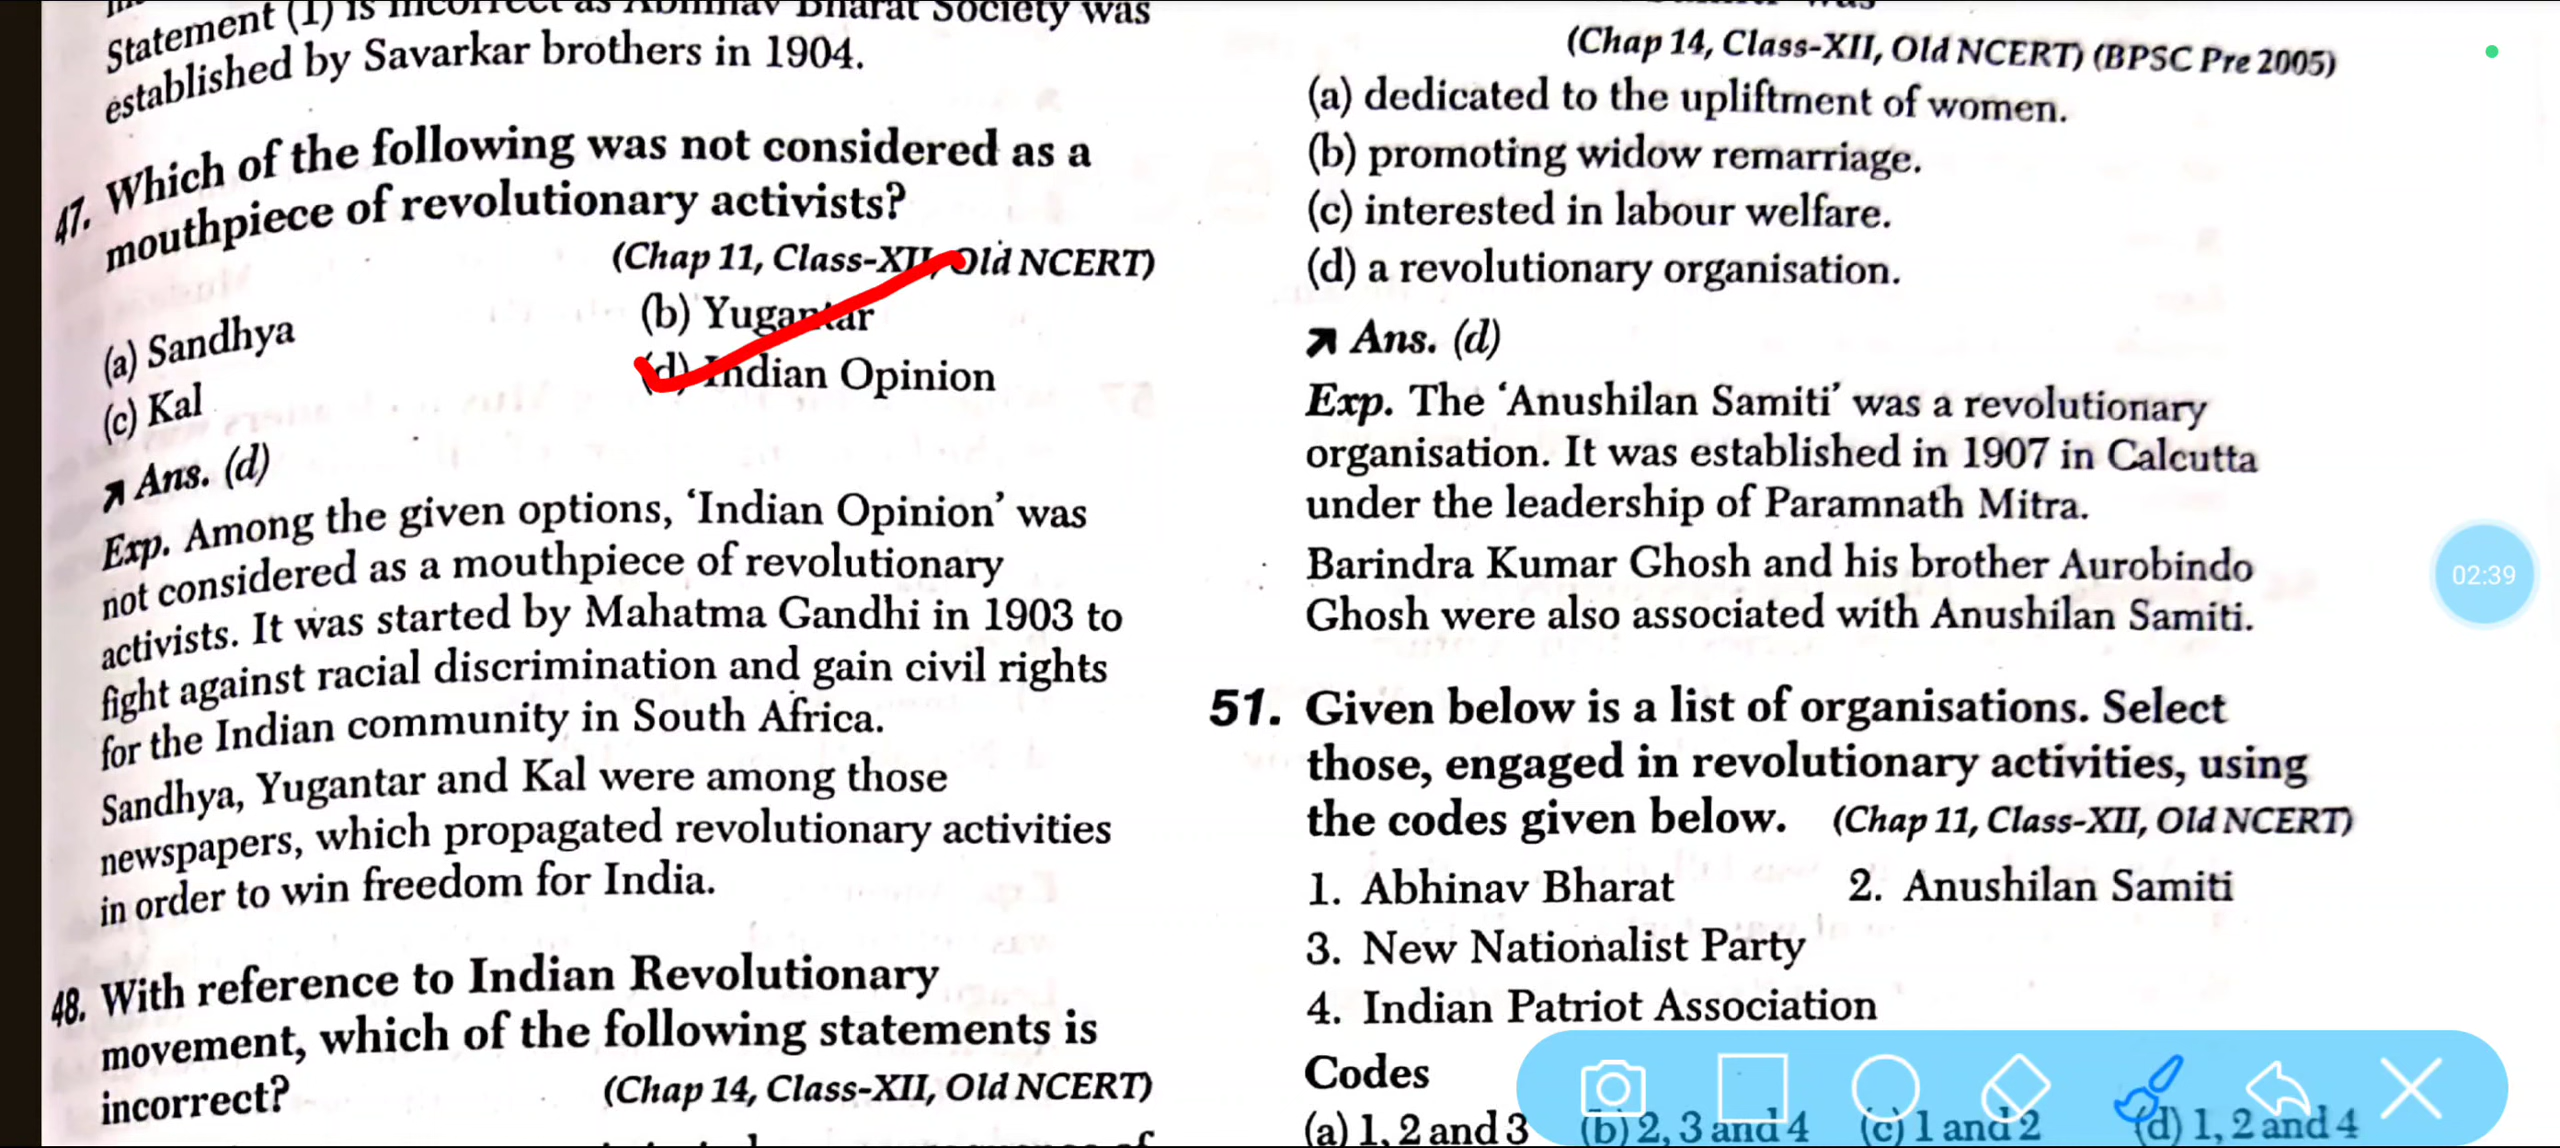 Statement (1) is incorrect as Abhinav Bharat Society was
established by Savarkar brothers in 1904.
47. Which of the following was not considered as a
mouthpiece of revolutionary activists?
(Chap 11, Class-XII, Old NCERT)
(a) Sandhya
(b) Yugantar
(c) Kal
(d) Indian Opinion
Ans. (d)
Exp. Among the given options, ‘Indian Opinion’ was
not considered as a mouthpiece of revolutionary
activists. It was started by Mahatma Gandhi in 1903 to
fight against racial discrimination and gain civil rights
for the Indian community in South Africa.
Sandhya, Yugantar and Kal were among those
newspapers, which propagated revolutionary activities
in order to win freedom for India.
48. With reference to Indian Revolutionary
movement, which of the following statements is
incorrect?
(Chap 14, Class-XII, Old NCERT)
(Chap 14, Class-XII, Old NCERT) (BPSC Pre 2005)
(a) dedicated to the upliftment of women.
(b) promoting widow remarriage.
(c) interested in labour welfare.
(d) a revolutionary organisation.
Ans. (d)
Exp. The ‘Anushilan Samiti’ was a revolutionary
organisation. It was established in 1907 in Calcutta
under the leadership of Paramnath Mitra.
Barindra Kumar Ghosh and his brother Aurobindo
Ghosh were also associated with Anushilan Samiti.
51. Given below is a list of organisations. Select
those, engaged in revolutionary activities, using
the codes given below. (Chap 11, Class-XII, Old NCERT)
1. Abhinav Bharat 2. Anushilan Samiti
3. New Nationalist Party
4. Indian Patriot Association
Codes
(a) 1, 2 and 3 (b) 2, 3 and 4 (c) 1 and 2 (d) 1, 2 and 4
02:39